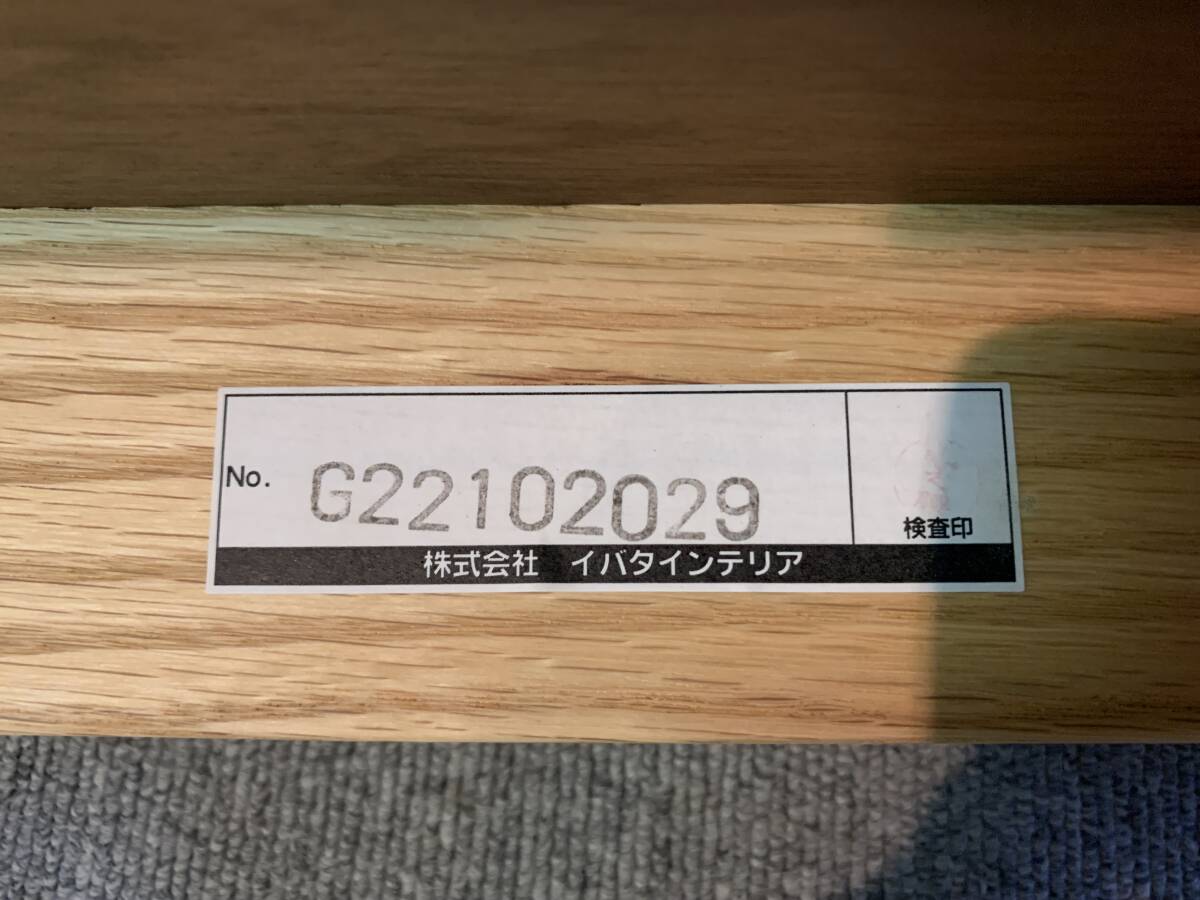 No. G22102029
検査印
株式会社 イバタインテリア